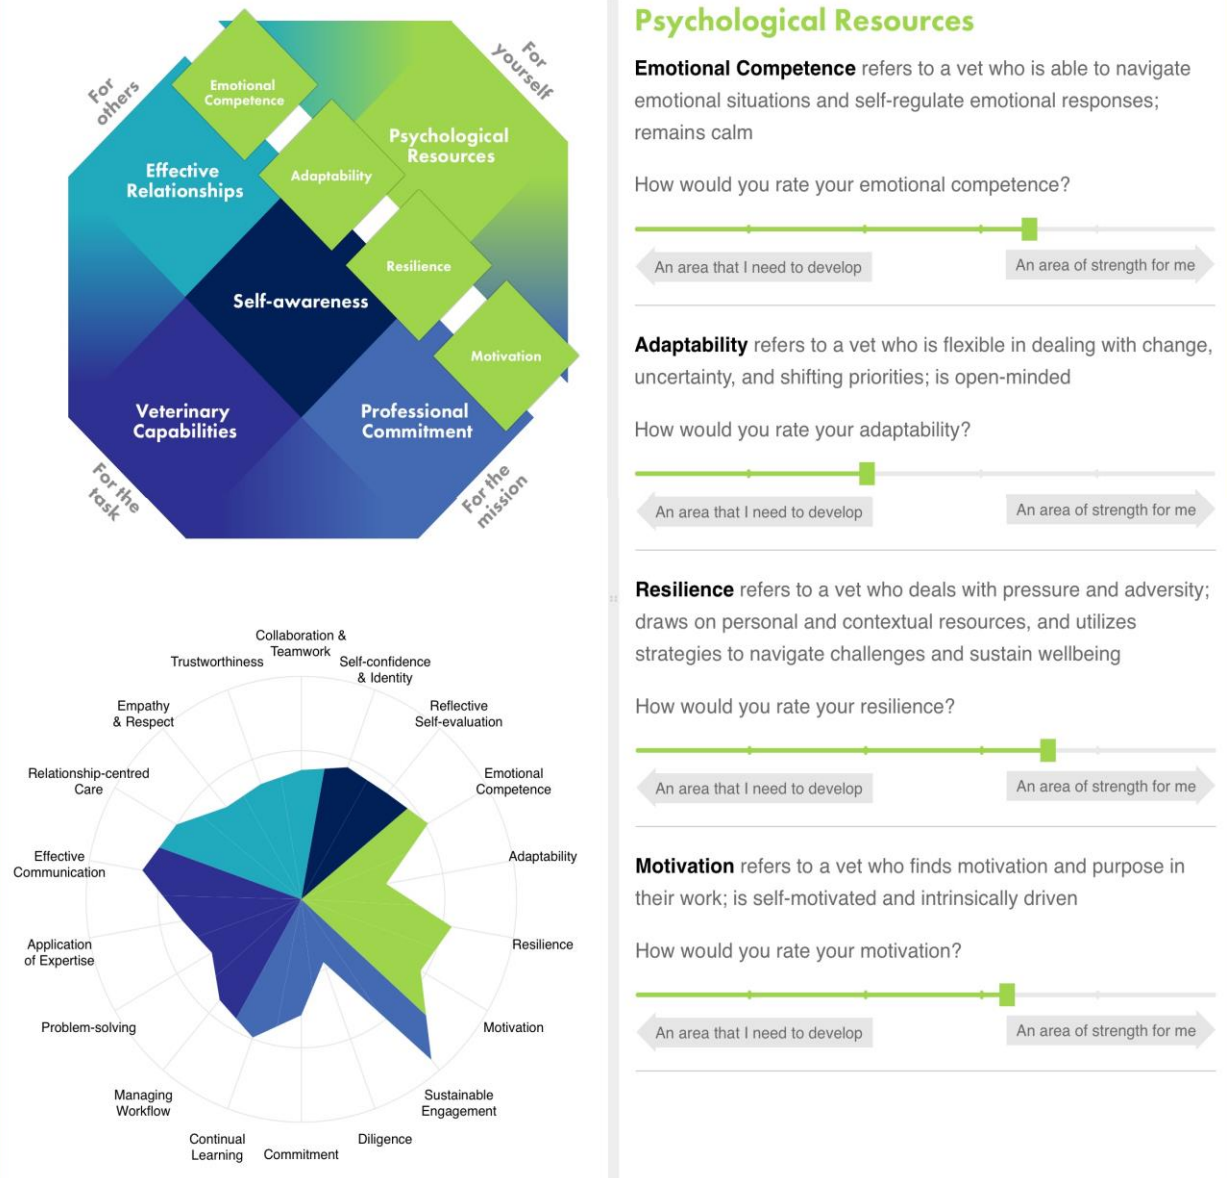 For
others
For
yourself
Emotional
Competence
Psychological
Resources
Effective
Relationships
Adaptability
Resilience
Self-awareness
Motivation
Veterinary
Capabilities
Professional
Commitment
For the
task
For the
mission
Collaboration &
Teamwork
Trustworthiness
Self-confidence
& Identity
Empathy
& Respect
Reflective
Self-evaluation
Relationship-centred
Care
Emotional
Competence
Effective
Communication
Adaptability
Application
of Expertise
Resilience
Problem-solving
Motivation
Managing
Workflow
Sustainable
Engagement
Continual
Learning
Commitment
Diligence
Psychological Resources
Emotional Competence refers to a vet who is able to navigate
emotional situations and self-regulate emotional responses;
remains calm
How would you rate your emotional competence?
An area that I need to develop
An area of strength for me
Adaptability refers to a vet who is flexible in dealing with change,
uncertainty, and shifting priorities; is open-minded
How would you rate your adaptability?
An area that I need to develop
An area of strength for me
Resilience refers to a vet who deals with pressure and adversity;
draws on personal and contextual resources, and utilizes
strategies to navigate challenges and sustain wellbeing
How would you rate your resilience?
An area that I need to develop
An area of strength for me
Motivation refers to a vet who finds motivation and purpose in
their work; is self-motivated and intrinsically driven
How would you rate your motivation?
An area that I need to develop
An area of strength for me